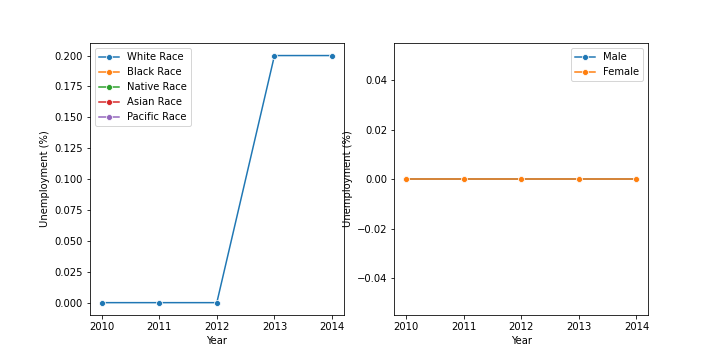 White Race
Black Race
Native Race
Asian Race
Pacific Race
0.200
0.175
0.150
0.125
0.100
0.075
0.050
0.025
0.000
Unemployment (%)
2010 2011 2012 2013 2014
Year
Male
Female
0.04
0.02
0.00
−0.02
−0.04
Unemployment (%)
2010 2011 2012 2013 2014
Year